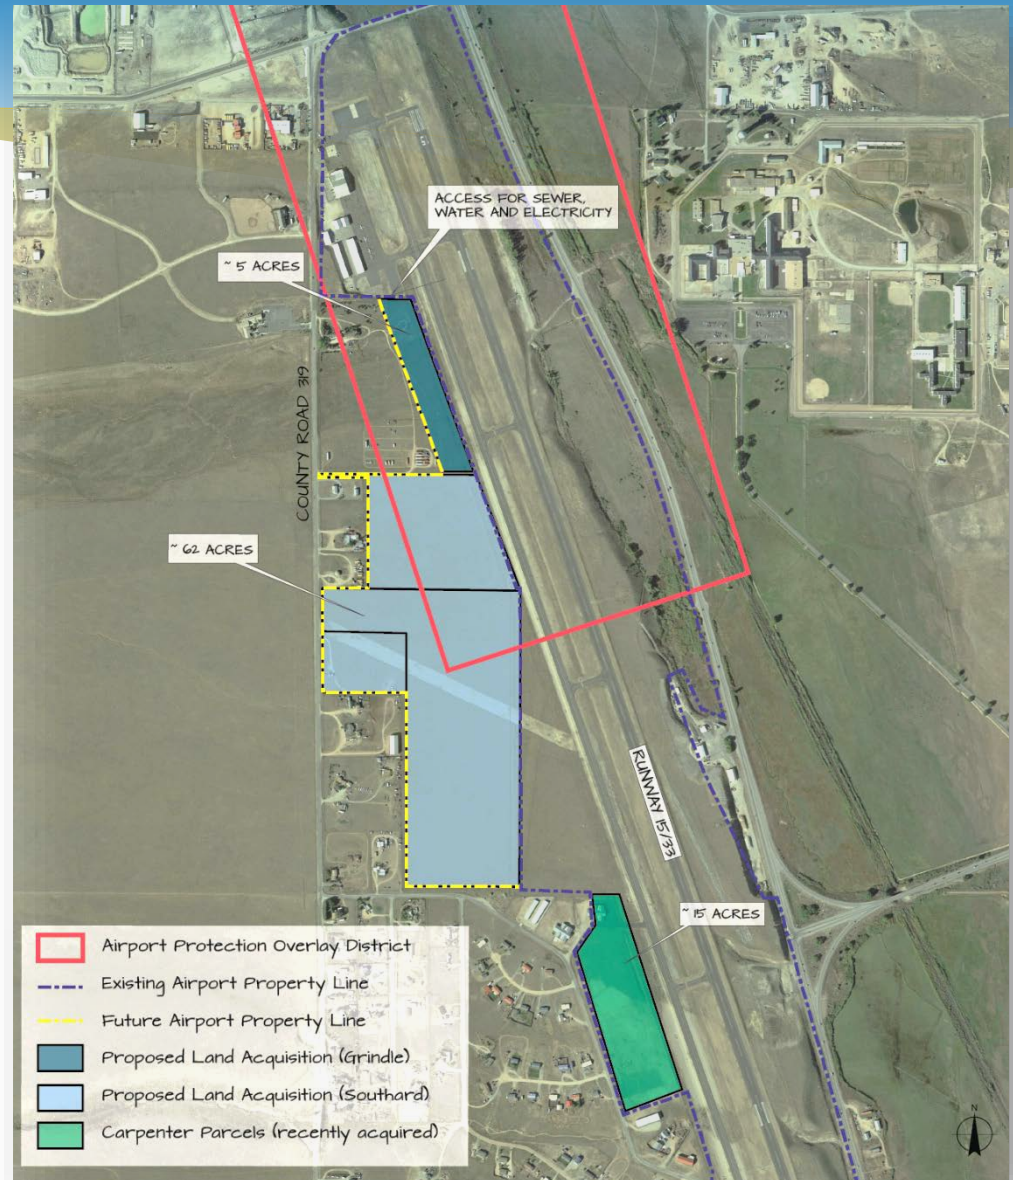 ACCESS FOR SEWER,
WATER AND ELECTRICITY
~ 5 ACRES
COUNTY ROAD 319
~ 62 ACRES
RUNWAY 15/33
~ 15 ACRES
Airport Protection Overlay District
Existing Airport Property Line
Future Airport Property Line
Proposed Land Acquisition (Grindle)
Proposed Land Acquisition (Southard)
Carpenter Parcels (recently acquired)
N